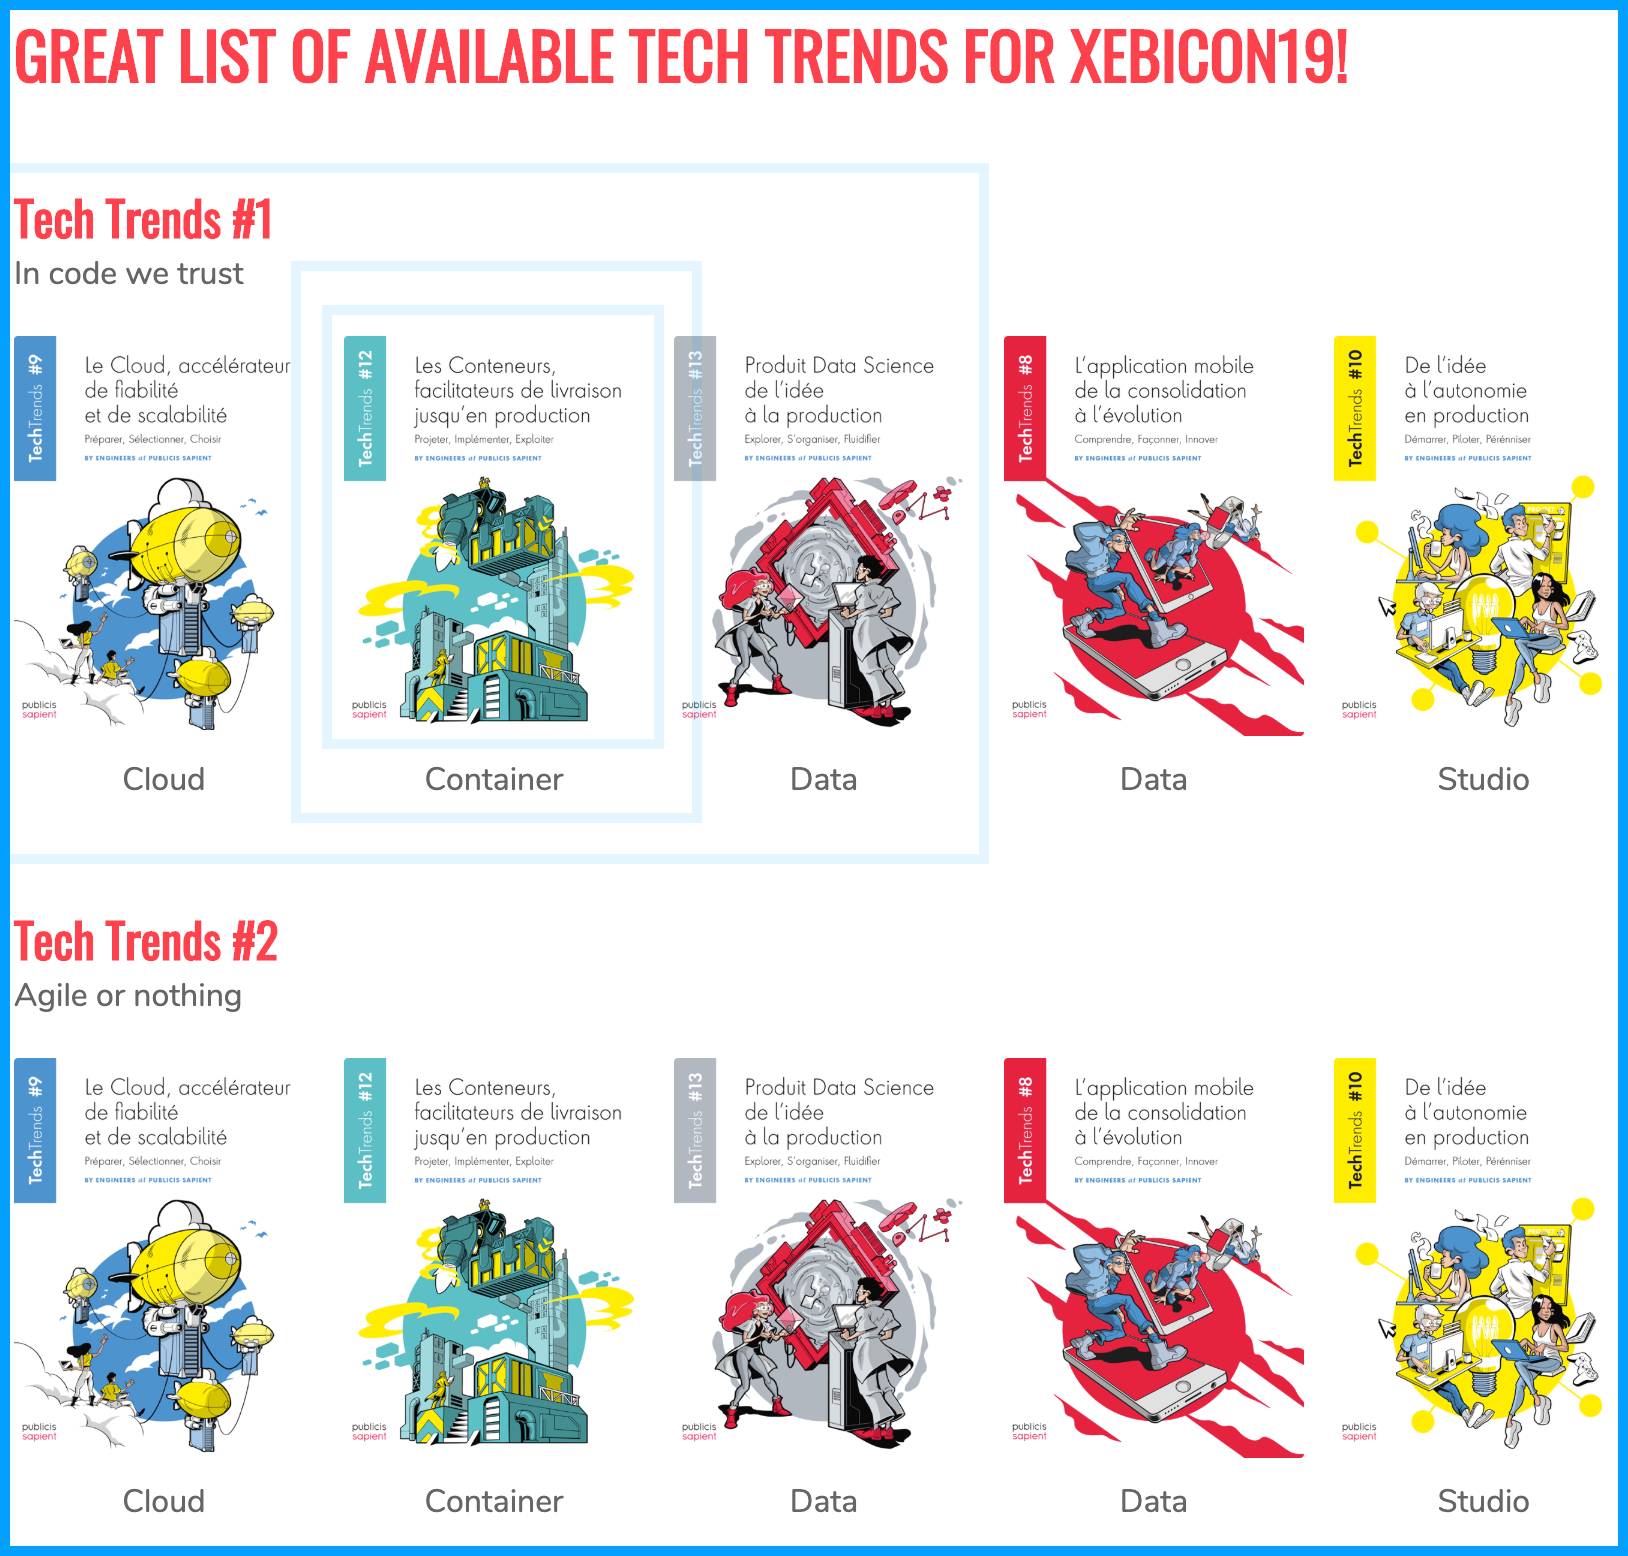 GREAT LIST OF AVAILABLE TECH TRENDS FOR XEBICON19!
Tech Trends #1
In code we trust
TechTrends #9
Le Cloud, accélérateur
de fiabilité
et de scalabilité
Préparer, Sélectionner, Choisir
BY ENGINEERS at PUBLICIS SAPIENT
publicis
sapient
Cloud
TechTrends #12
Les Conteneurs,
facilitateurs de livraison
jusqu'en production
Projeter, Implémenter, Exploiter
BY ENGINEERS at PUBLICIS SAPIENT
publicis
sapient
Container
TechTrends #13
Produit Data Science
de l'idée
à la production
Explorer, S'organiser, Fluidifier
BY ENGINEERS at PUBLICIS SAPIENT
publicis
sapient
Data
TechTrends #8
L'application mobile
de la consolidation
à l'évolution
Comprendre, Façonner, Innover
BY ENGINEERS at PUBLICIS SAPIENT
publicis
sapient
Data
TechTrends #10
De l'idée
à l'autonomie
en production
Démarrer, Piloter, Pérénniser
BY ENGINEERS at PUBLICIS SAPIENT
publicis
sapient
Studio
Tech Trends #2
Agile or nothing
TechTrends #9
Le Cloud, accélérateur
de fiabilité
et de scalabilité
Préparer, Sélectionner, Choisir
BY ENGINEERS at PUBLICIS SAPIENT
publicis
sapient
Cloud
TechTrends #12
Les Conteneurs,
facilitateurs de livraison
jusqu'en production
Projeter, Implémenter, Exploiter
BY ENGINEERS at PUBLICIS SAPIENT
publicis
sapient
Container
TechTrends #13
Produit Data Science
de l'idée
à la production
Explorer, S'organiser, Fluidifier
BY ENGINEERS at PUBLICIS SAPIENT
publicis
sapient
Data
TechTrends #8
L'application mobile
de la consolidation
à l'évolution
Comprendre, Façonner, Innover
BY ENGINEERS at PUBLICIS SAPIENT
publicis
sapient
Data
TechTrends #10
De l'idée
à l'autonomie
en production
Démarrer, Piloter, Pérénniser
BY ENGINEERS at PUBLICIS SAPIENT
publicis
sapient
Studio